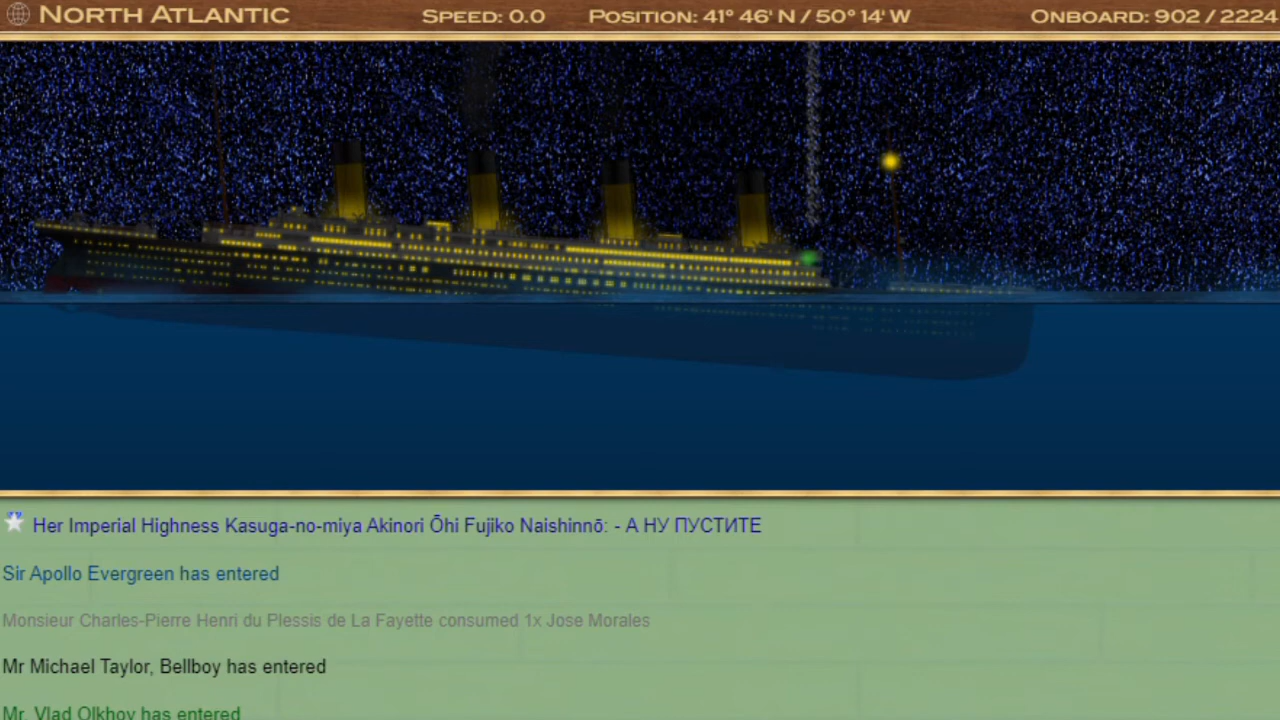 North Atlantic Speed: 0.0 Position: 41° 46' N / 50° 14' W Onboard: 902 / 2224
Her Imperial Highness Kasuga-no-miya Akinori Ōhi Fujiko Naishinnō: - А НУ ПУСТИТЕ
Sir Apollo Evergreen has entered
Monsieur Charles-Pierre Henri du Plessis de La Fayette consumed 1x Jose Morales
Mr Michael Taylor, Bellboy has entered
Mr. Vlad Olkhov has entered